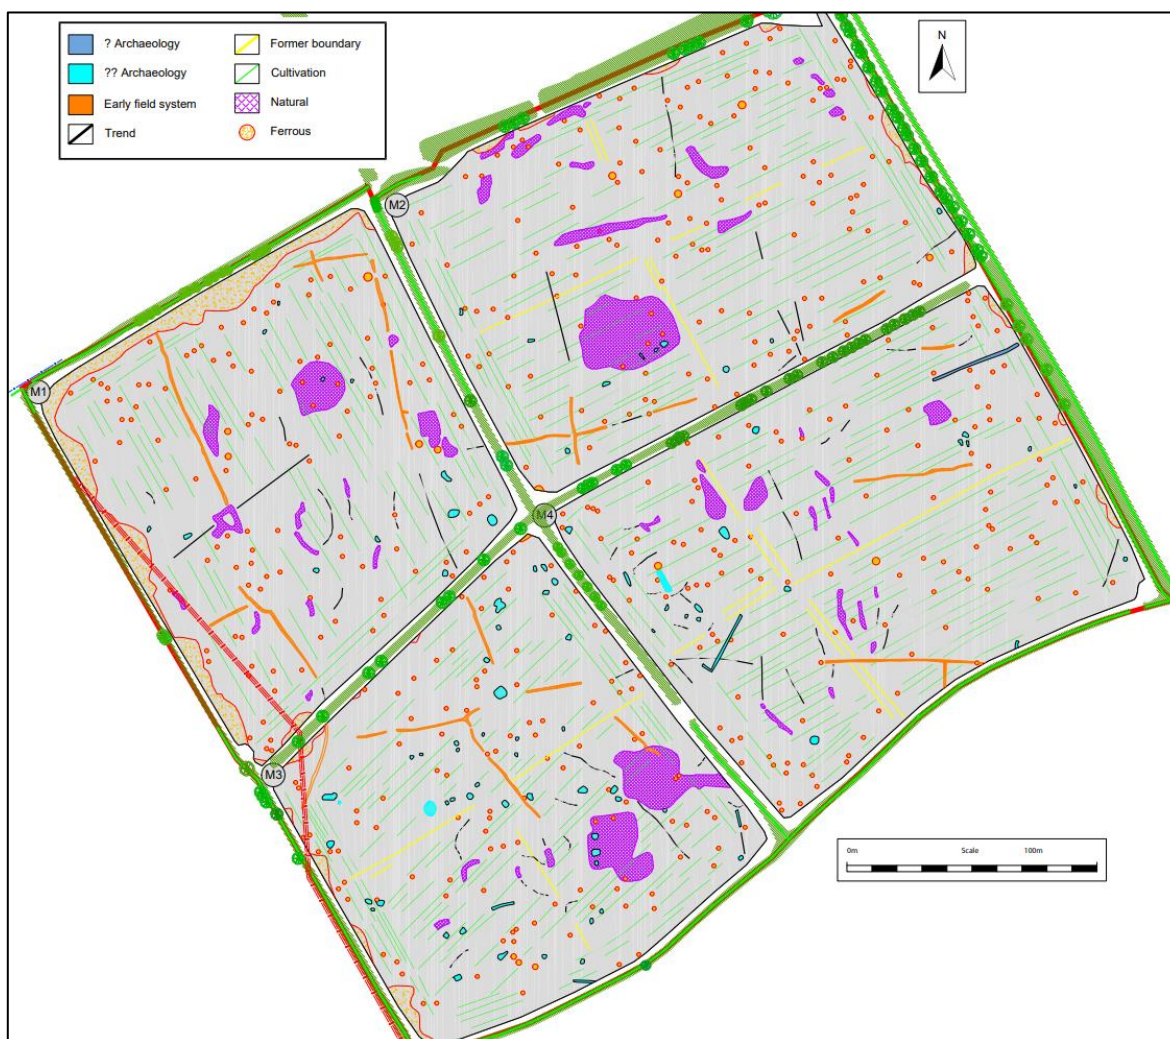 ? Archaeology
Former boundary
?? Archaeology
Cultivation
Early field system
Natural
Trend
Ferrous
N
M2
M1
M4
M3
0m Scale 100m